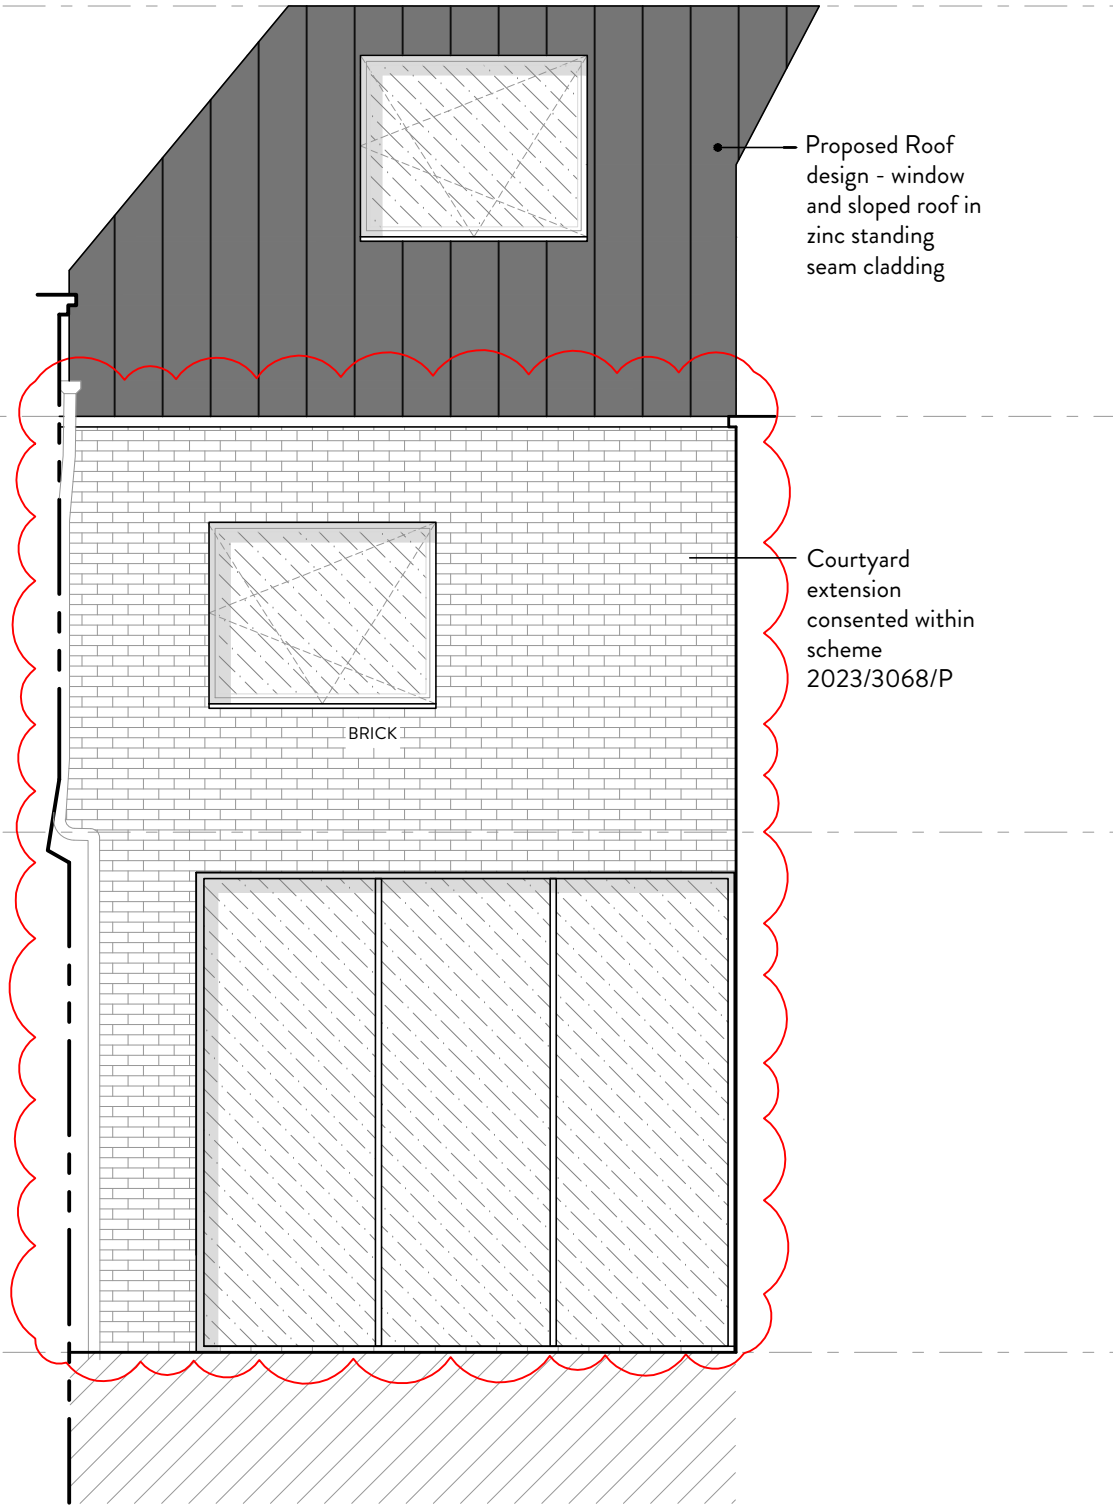 Proposed Roof
design - window
and sloped roof in
zinc standing
seam cladding
Courtyard
extension
consented within
scheme
2023/3068/P
BRICK